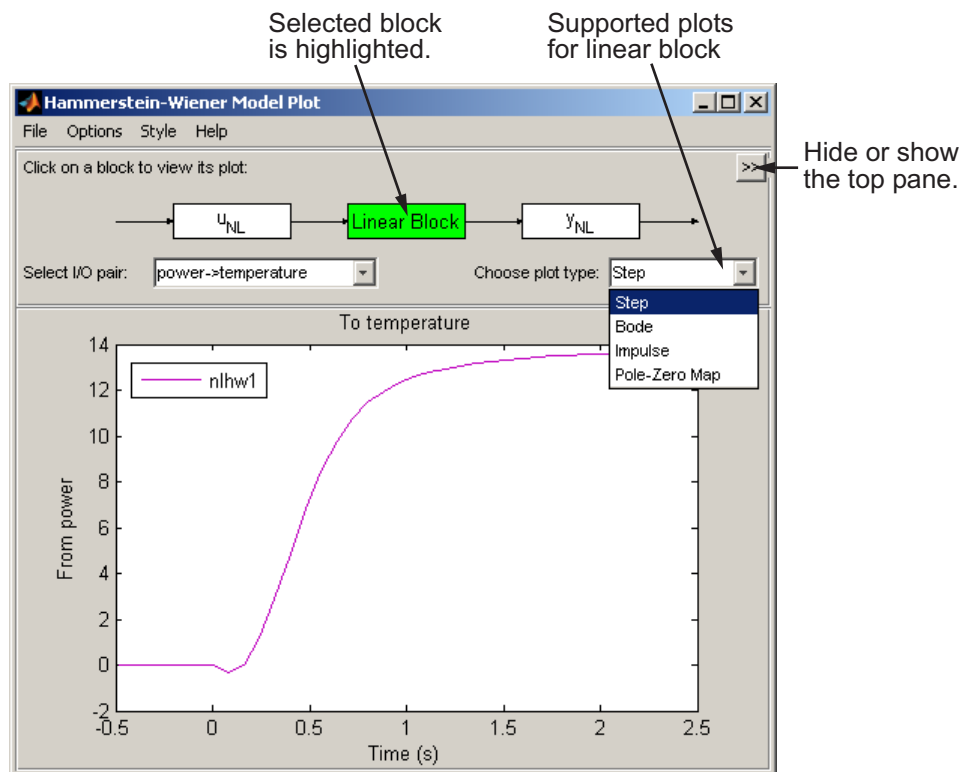 Selected block
is highlighted.
Supported plots
for linear block
Hammerstein-Wiener Model Plot
File Options Style Help
Click on a block to view its plot:
>>
Hide or show
the top pane.
uNL
Linear Block
yNL
Select I/O pair:
power->temperature
Choose plot type:
Step
Step
Bode
Impulse
Pole-Zero Map
To temperature
nlhw1
14
12
10
8
6
4
2
0
-2
From power
-0.5 0 0.5 1 1.5 2 2.5
Time (s)